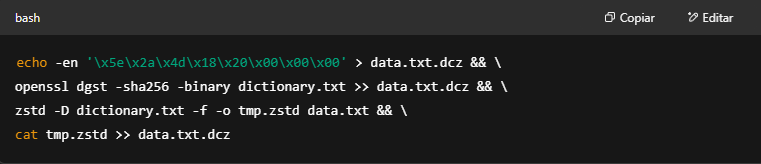 bash
Copiar
Editar
echo -en '\x5e\x2a\x4d\x18\x20\x00\x00\x00' > data.txt.dcz && \
openssl dgst -sha256 -binary dictionary.txt >> data.txt.dcz && \
zstd -D dictionary.txt -f -o tmp.zstd data.txt && \
cat tmp.zstd >> data.txt.dcz